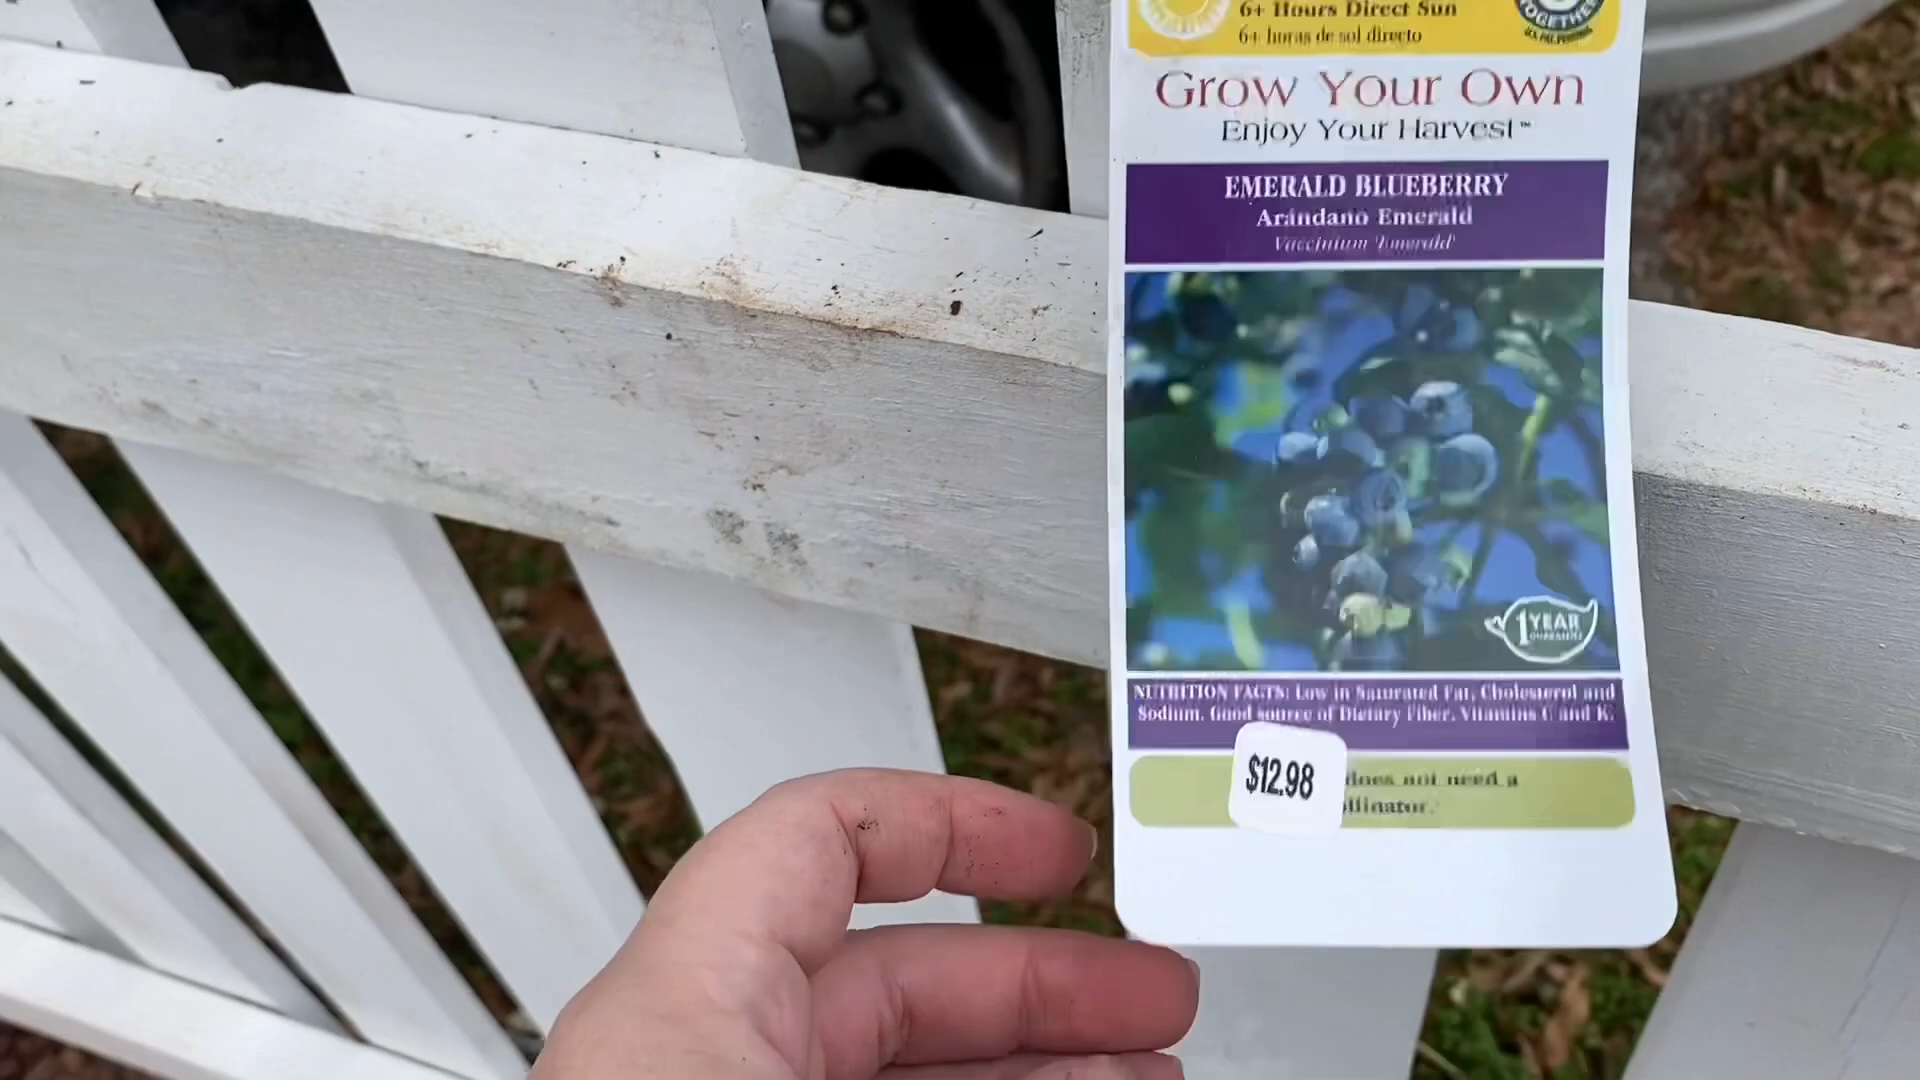 6+ Hours Direct Sun
6+ horas de sol directo
TOGETHER
Grow Your Own
Enjoy Your Harvest™
EMERALD BLUEBERRY
Arándano Emerald
Vaccinium 'Emerald'
1 YEAR
GUARANTEE
NUTRITION FACTS: Low in Saturated Fat, Cholesterol and
Sodium. Good source of Dietary Fiber, Vitamins C and K.
$12.98
does not need a
ollinator.